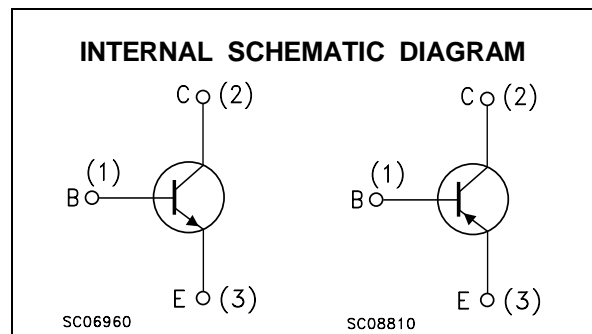 INTERNAL SCHEMATIC DIAGRAM
C (2)
C (2)
(1)
(1)
B
B
E (3)
E (3)
SC06960
SC08810